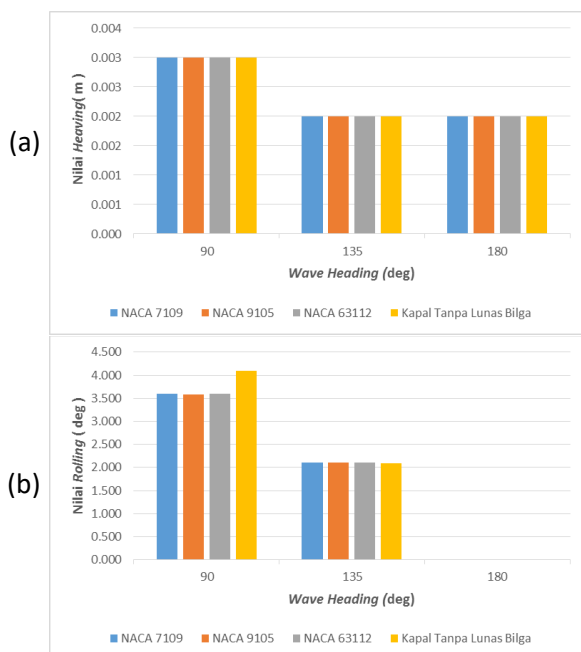 (a)
Nilai Heaving( m )
0.004
0.003
0.003
0.002
0.002
0.001
0.001
0.000
90 135 180
Wave Heading (deg)
NACA 7109 NACA 9105 NACA 63112 Kapal Tanpa Lunas Bilga
(b)
Nilai Rolling ( deg )
4.500
4.000
3.500
3.000
2.500
2.000
1.500
1.000
0.500
0.000
90 135 180
Wave Heading (deg)
NACA 7109 NACA 9105 NACA 63112 Kapal Tanpa Lunas Bilga